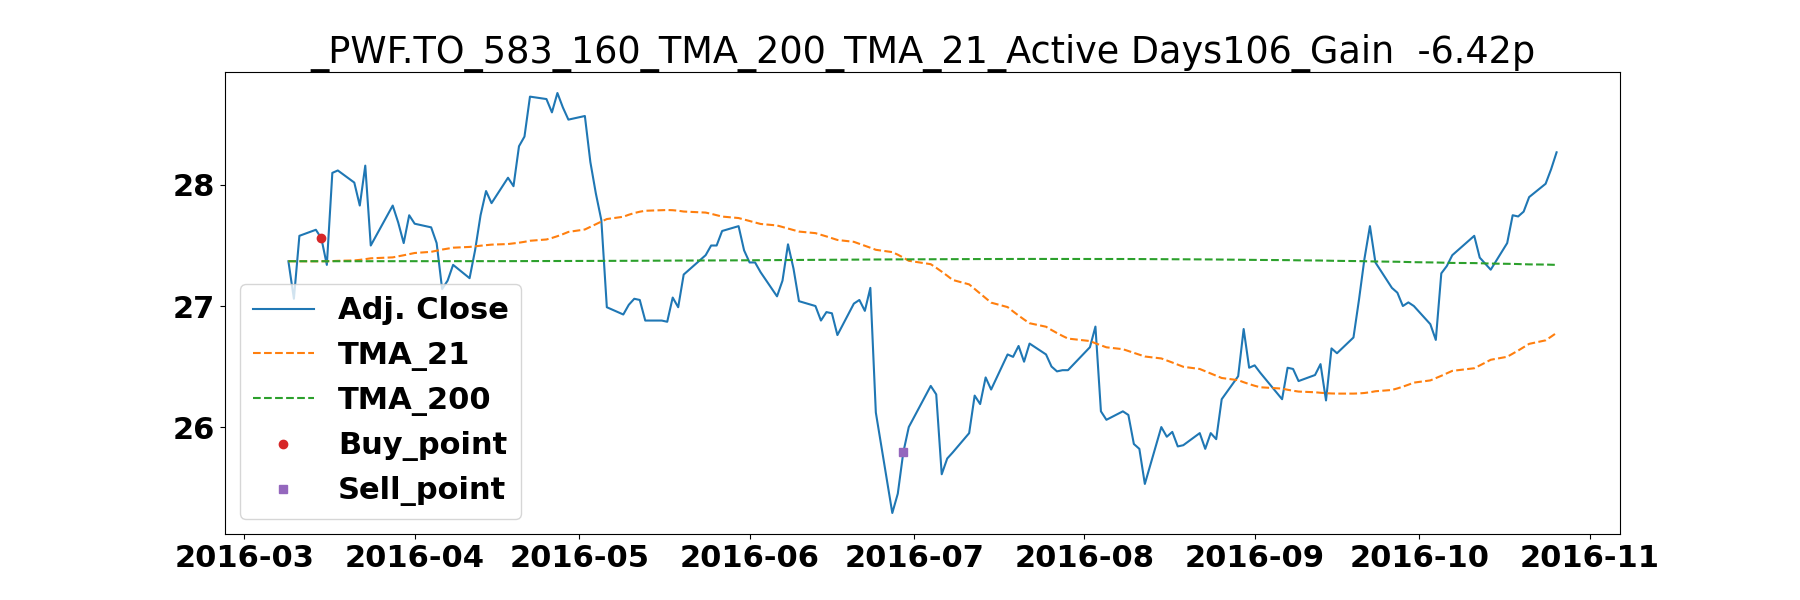 _PWF.TO_583_160_TMA_200_TMA_21_Active Days106_Gain  -6.42p
28
27
26
Adj. Close
TMA_21
TMA_200
Buy_point
Sell_point
2016-03 2016-04 2016-05 2016-06 2016-07 2016-08 2016-09 2016-10 2016-11